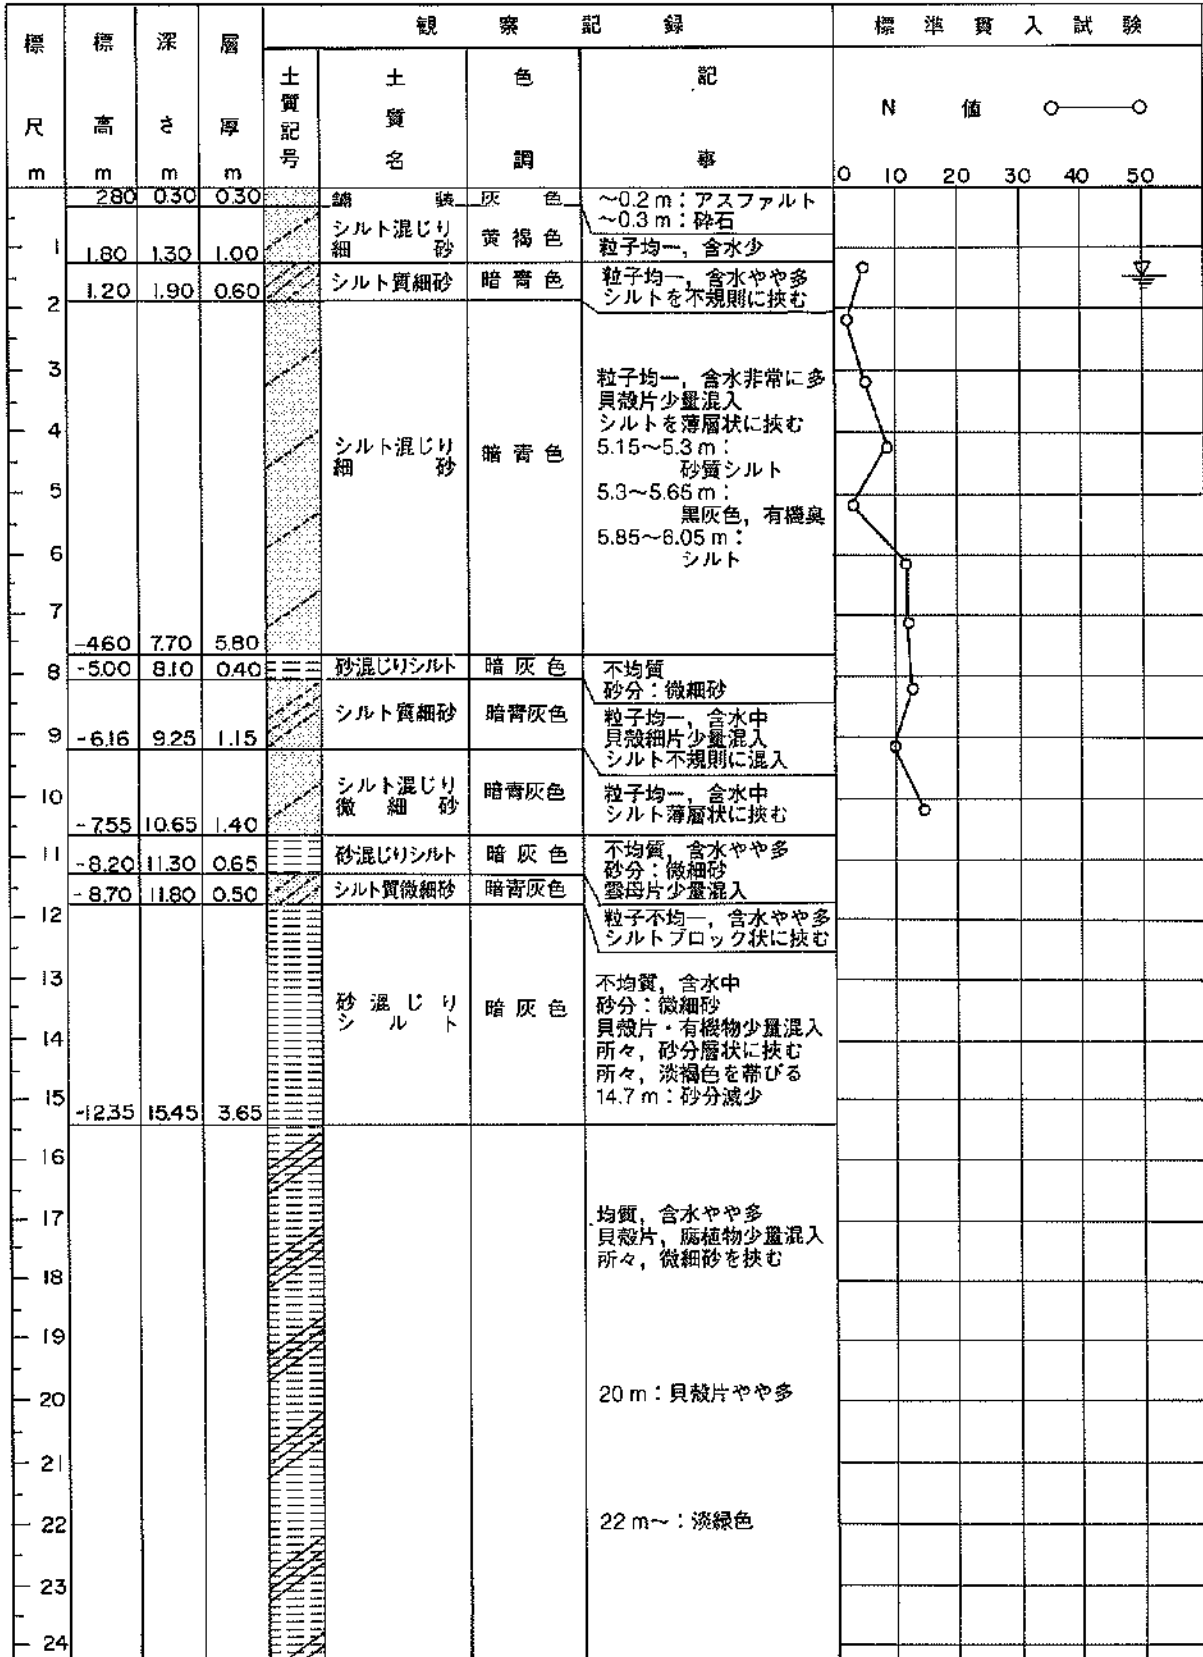 標尺 m
標高 m
深さ m
層厚 m
観察記録
土質記号
土質名
色調
記事
標準貫入試験
N 値
0 10 20 30 40 50
2.80 0.30 0.30 舗装 灰色
〜0.2 m：アスファルト
〜0.3 m：砕石
1
1.80 1.30 1.00
シルト混じり
細砂
黄褐色
粒子均一，含水少
1.20 1.90 0.60
シルト質細砂
暗青色
粒子均一，含水やや多
シルトを不規則に挟む
2
3
4
5
6
7
シルト混じり
細砂
暗青色
粒子均一，含水非常に多
貝殻片少量混入
シルトを薄層状に挟む
5.15〜5.3 m：
砂質シルト
5.3〜5.65 m：
黒灰色，有機臭
5.85〜6.05 m：
シルト
-4.60 7.70 5.80
8
-5.00 8.10 0.40
砂混じりシルト
暗灰色
不均質
砂分：微細砂
9
-6.16 9.25 1.15
シルト質細砂
暗青灰色
粒子均一，含水中
貝殻細片少量混入
シルト不規則に混入
10
-7.55 10.65 1.40
シルト混じり
微細砂
暗青灰色
粒子均一，含水中
シルト薄層状に挟む
11
-8.20 11.30 0.65
砂混じりシルト
暗灰色
不均質，含水やや多
砂分：微細砂
雲母片少量混入
-8.70 11.80 0.50
シルト質微細砂
暗青灰色
粒子不均一，含水やや多
シルトブロック状に挟む
12
13
14
15
-12.35 15.45 3.65
砂混じり
シルト
暗灰色
不均質，含水中
砂分：微細砂
貝殻片・有機物少量混入
所々，砂分層状に挟む
所々，淡褐色を帯びる
14.7 m：砂分減少
16
17
18
均質，含水やや多
貝殻片，腐植物少量混入
所々，微細砂を挟む
19
20
20 m：貝殻片やや多
21
22
22 m〜：淡緑色
23
24